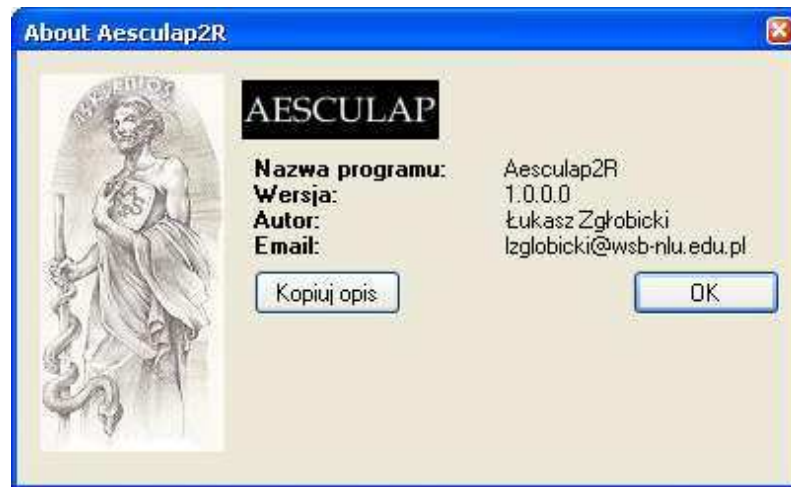 About Aesculap2R
AESCULAP
Nazwa programu: Aesculap2R
Wersja: 1.0.0.0
Autor: Łukasz Zgłobicki
Email: lzglobicki@wsb-nlu.edu.pl
Kopiuj opis OK